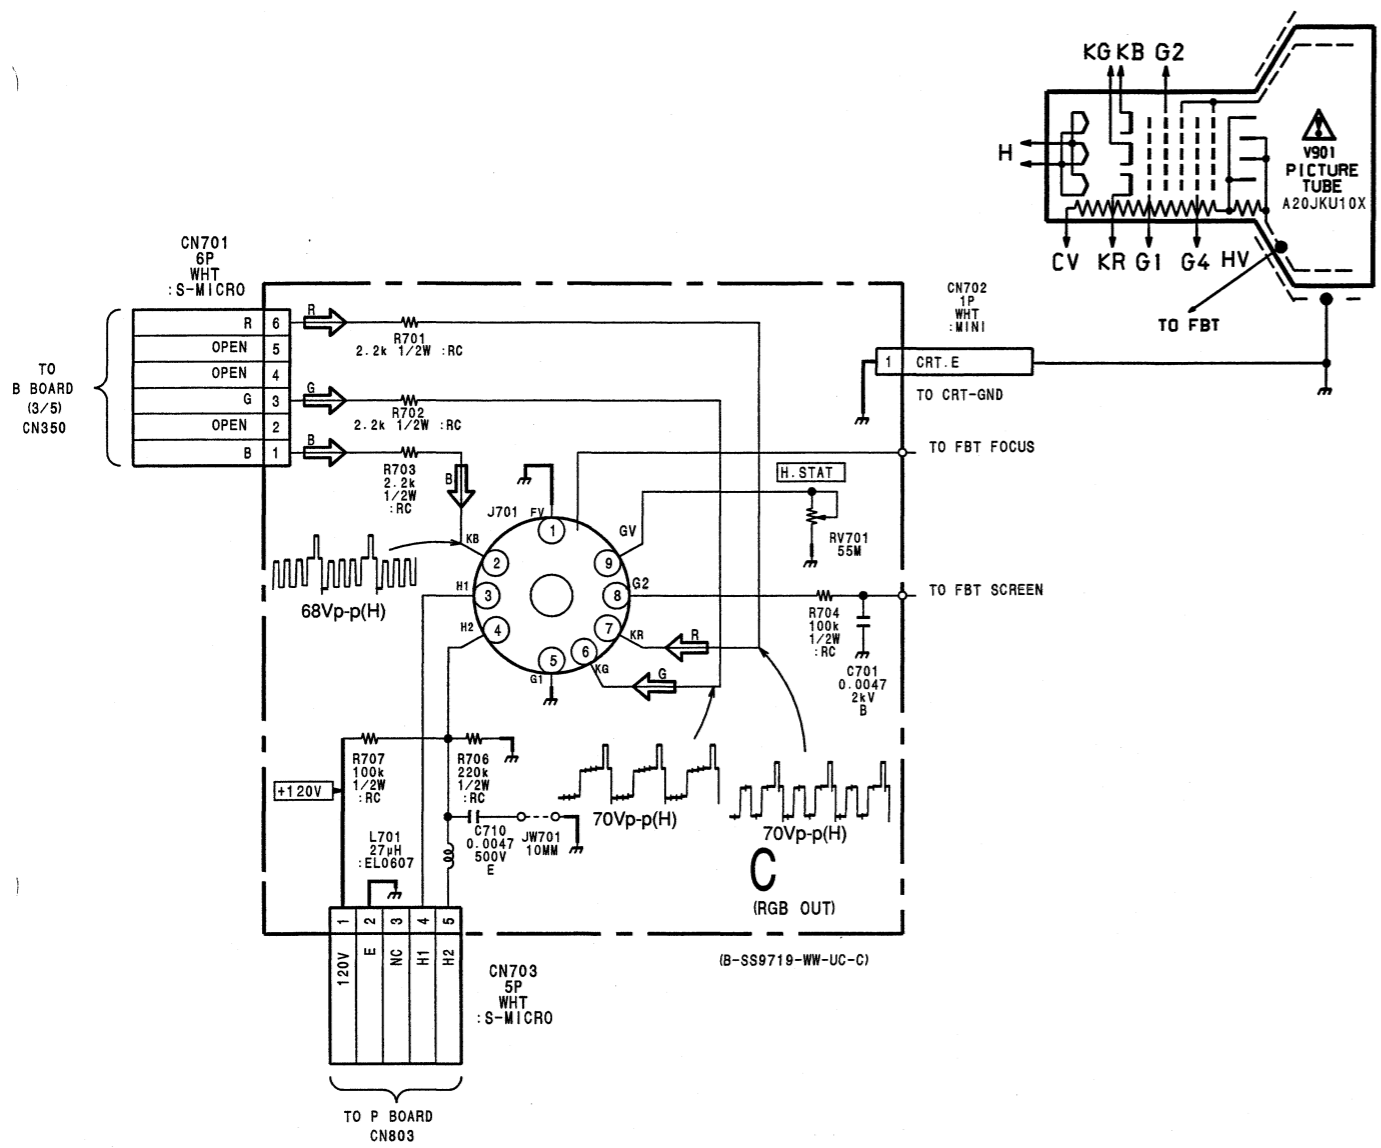 KG KB G2
H
V901
PICTURE
TUBE
A20JKU10X
CV KR G1 G4 HV
TO FBT
CN701
6P
WHT
:S-MICRO
TO
B BOARD
(3/5)
CN350
R 6
OPEN 5
OPEN 4
G 3
OPEN 2
B 1
R
R701
2.2k 1/2W :RC
G
R702
2.2k 1/2W :RC
B
R703
2.2k
1/2W
:RC
B
CN702
1P
WHT
:MINI
1 CRT.E
TO CRT-GND
TO FBT FOCUS
H.STAT
RV701
55M
J701
FV
1
KB
2
GV
9
H1
3
G2
8
H2
4
KR
7
5
G1
6
KG
R
G
68Vp-p(H)
TO FBT SCREEN
R704
100k
1/2W
:RC
C701
0.0047
2kV
B
R707
100k
1/2W
:RC
R706
220k
1/2W
:RC
+120V
L701
27μH
:EL0607
C710
0.0047
500V
E
JW701
10MM
70Vp-p(H)
70Vp-p(H)
C
(RGB OUT)
(B-SS9719-WW-UC-C)
1 2 3 4 5
120V E NC H1 H2
CN703
5P
WHT
:S-MICRO
TO P BOARD
CN803